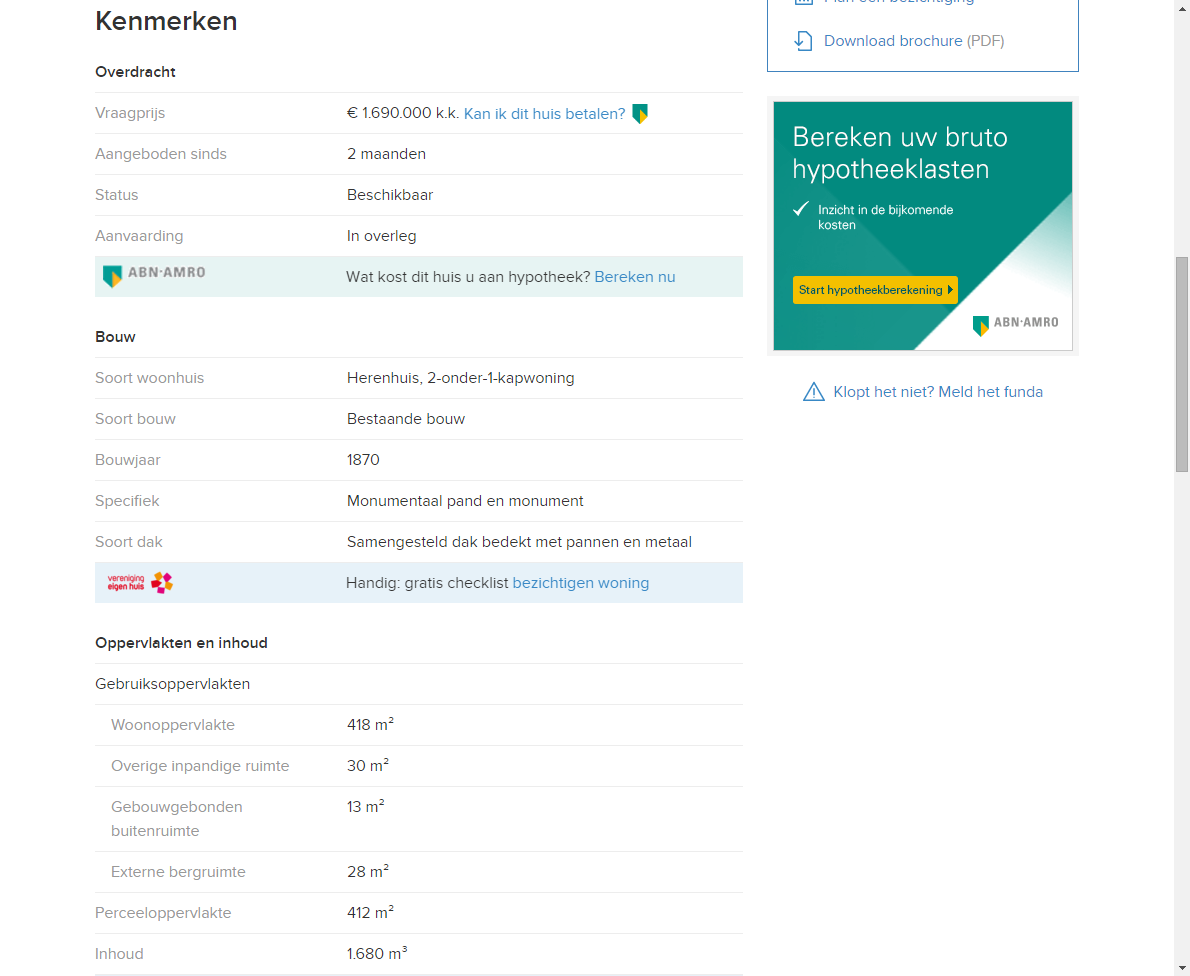 Kenmerken
Overdracht
Vraagprijs
€ 1.690.000 k.k. Kan ik dit huis betalen?
Aangeboden sinds
2 maanden
Status
Beschikbaar
Aanvaarding
In overleg
ABN·AMRO
Wat kost dit huis u aan hypotheek? Bereken nu
Bouw
Soort woonhuis
Herenhuis, 2-onder-1-kapwoning
Soort bouw
Bestaande bouw
Bouwjaar
1870
Specifiek
Monumentaal pand en monument
Soort dak
Samengesteld dak bedekt met pannen en metaal
vereniging
eigen huis
Handig: gratis checklist bezichtigen woning
Oppervlakten en inhoud
Gebruiksoppervlakten
Woonoppervlakte
418 m²
Overige inpandige ruimte
30 m²
Gebouwgebonden
buitenruimte
13 m²
Externe bergruimte
28 m²
Perceeloppervlakte
412 m²
Inhoud
1.680 m³
Plan een bezichtiging
Download brochure (PDF)
Bereken uw bruto
hypotheeklasten
Inzicht in de bijkomende
kosten
Start hypotheekberekening
ABN·AMRO
Klopt het niet? Meld het funda